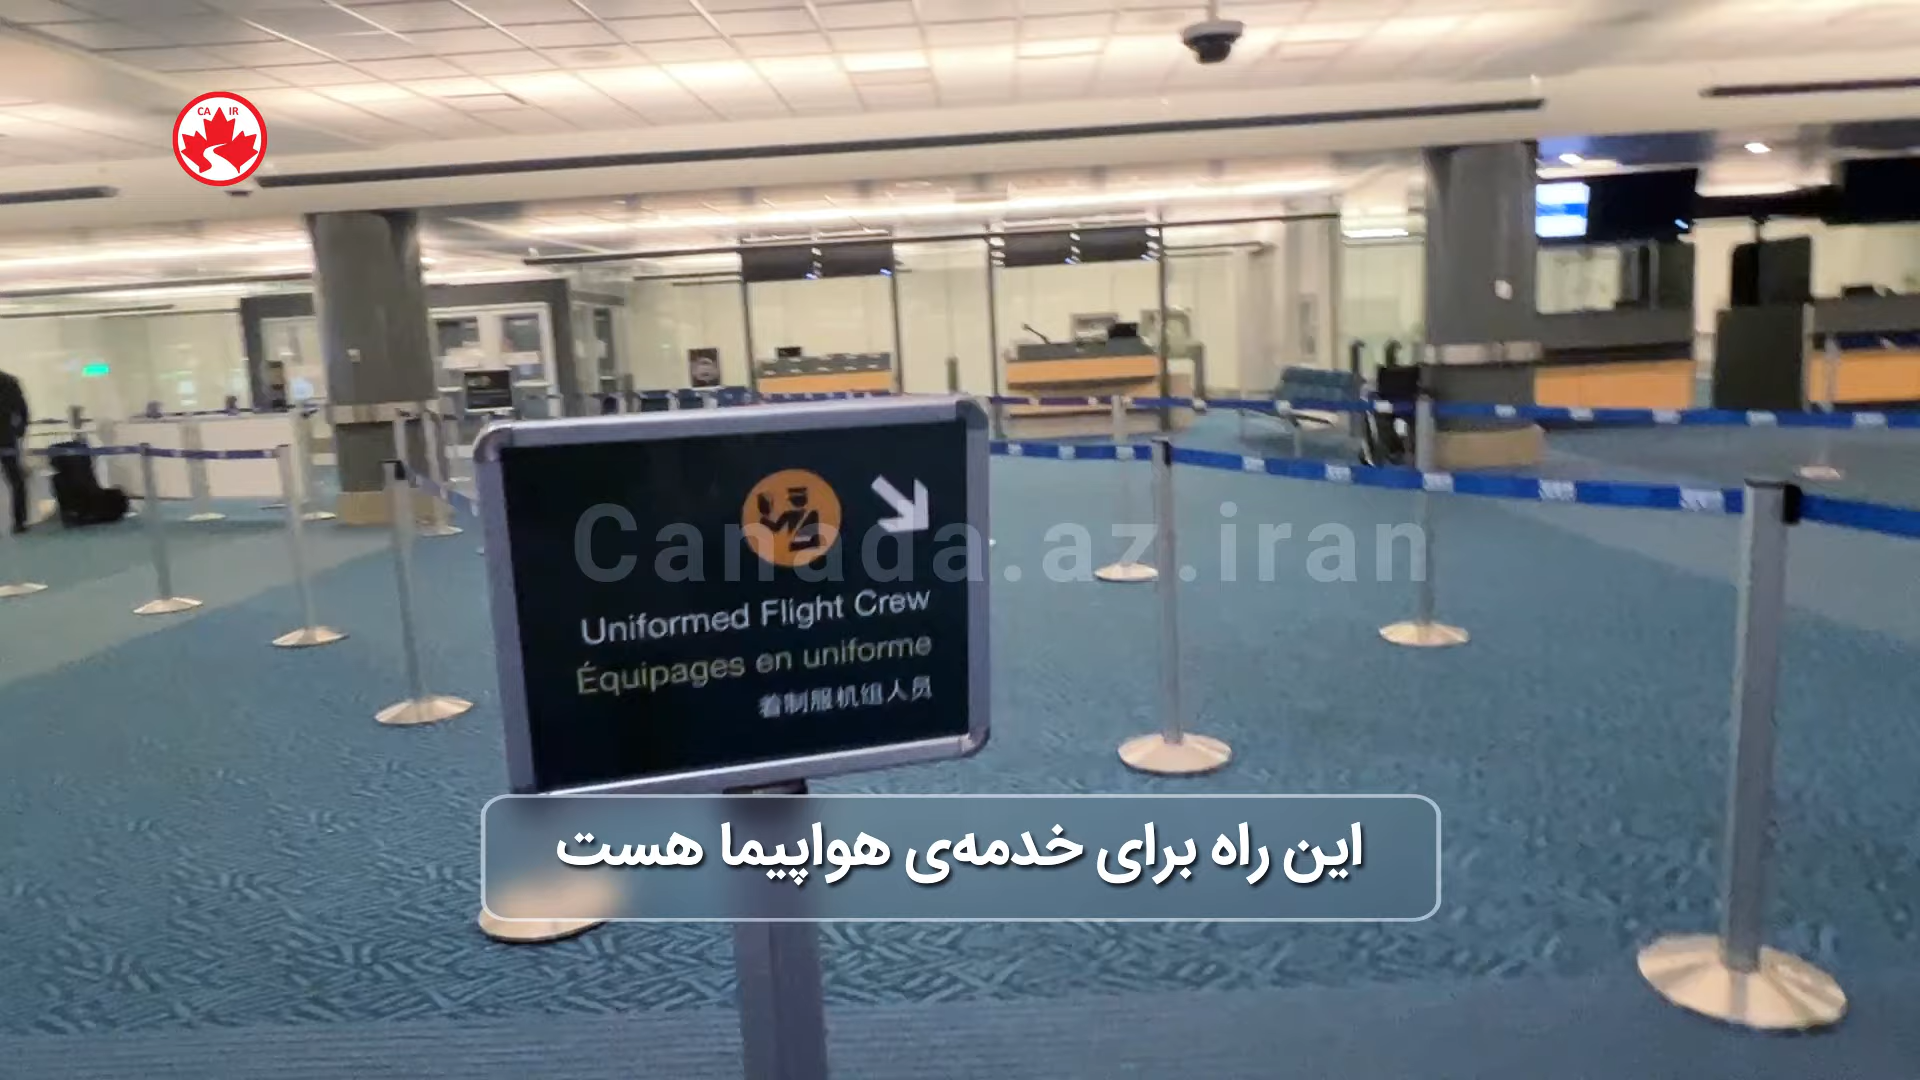 CA IR
Canada.az.iran
Uniformed Flight Crew
Équipages en uniforme
着制服机组人员
این راه برای خدمه‌ی هواپیما هست